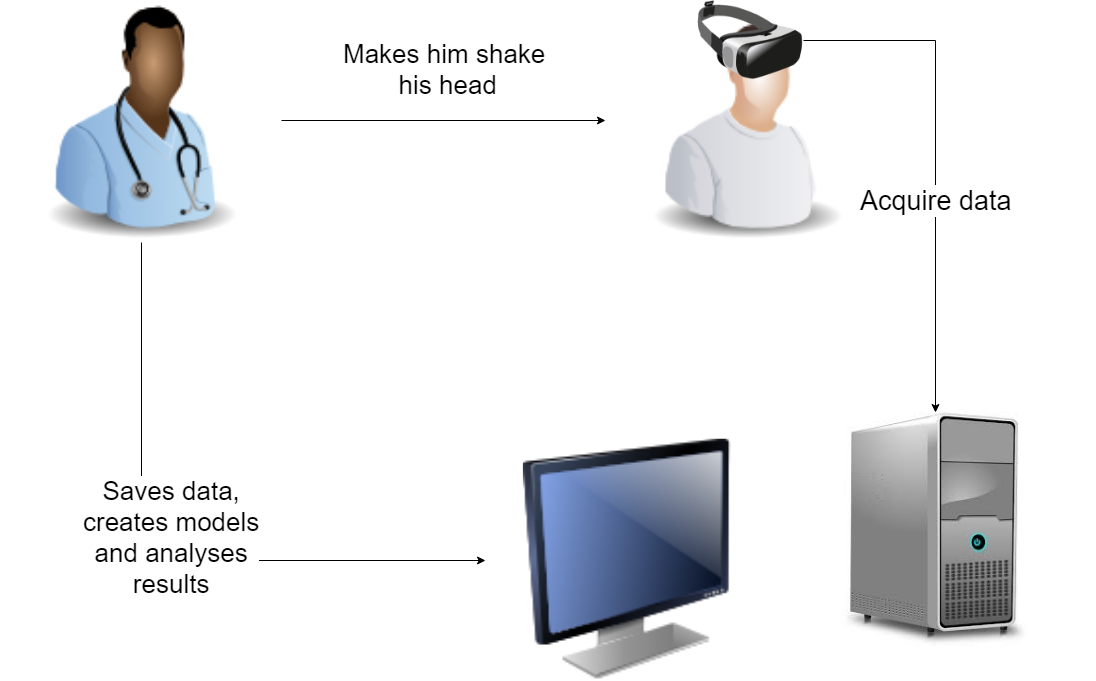 Makes him shake
his head
Acquire data
Saves data,
creates models
and analyses
results